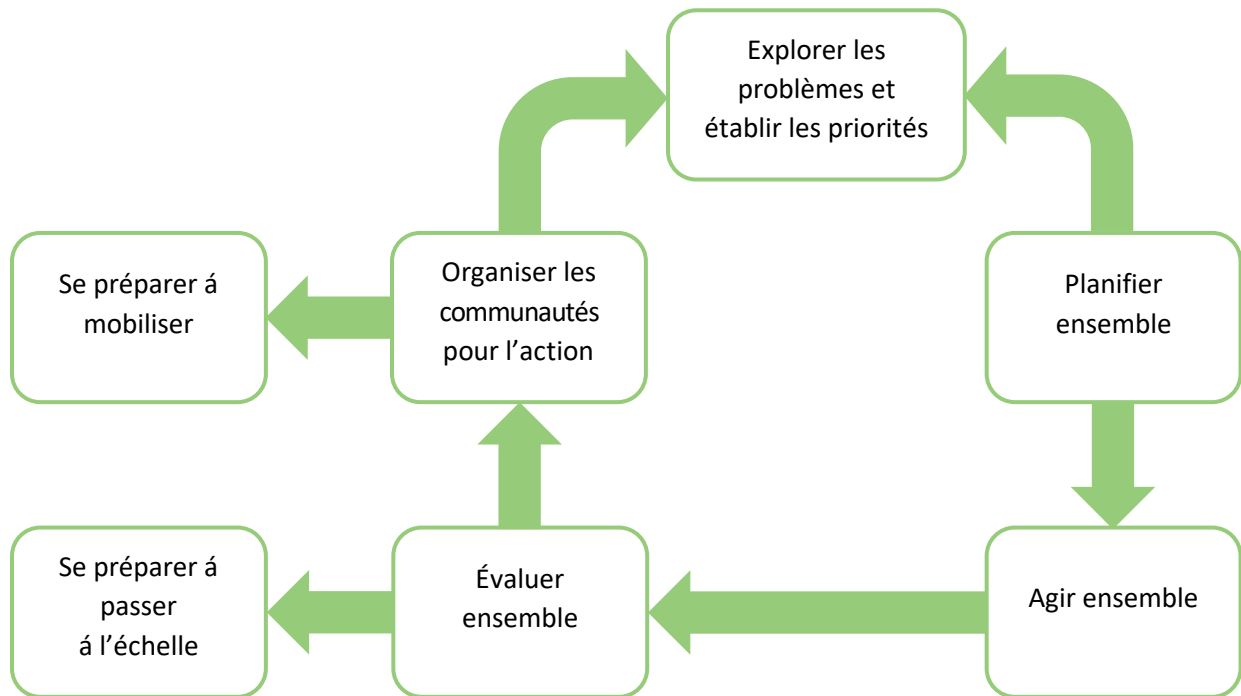 Explorer les
problèmes et
établir les priorités
Se préparer á
mobiliser
Organiser les
communautés
pour l’action
Planifier
ensemble
Se préparer á
passer
á l’échelle
Évaluer
ensemble
Agir ensemble